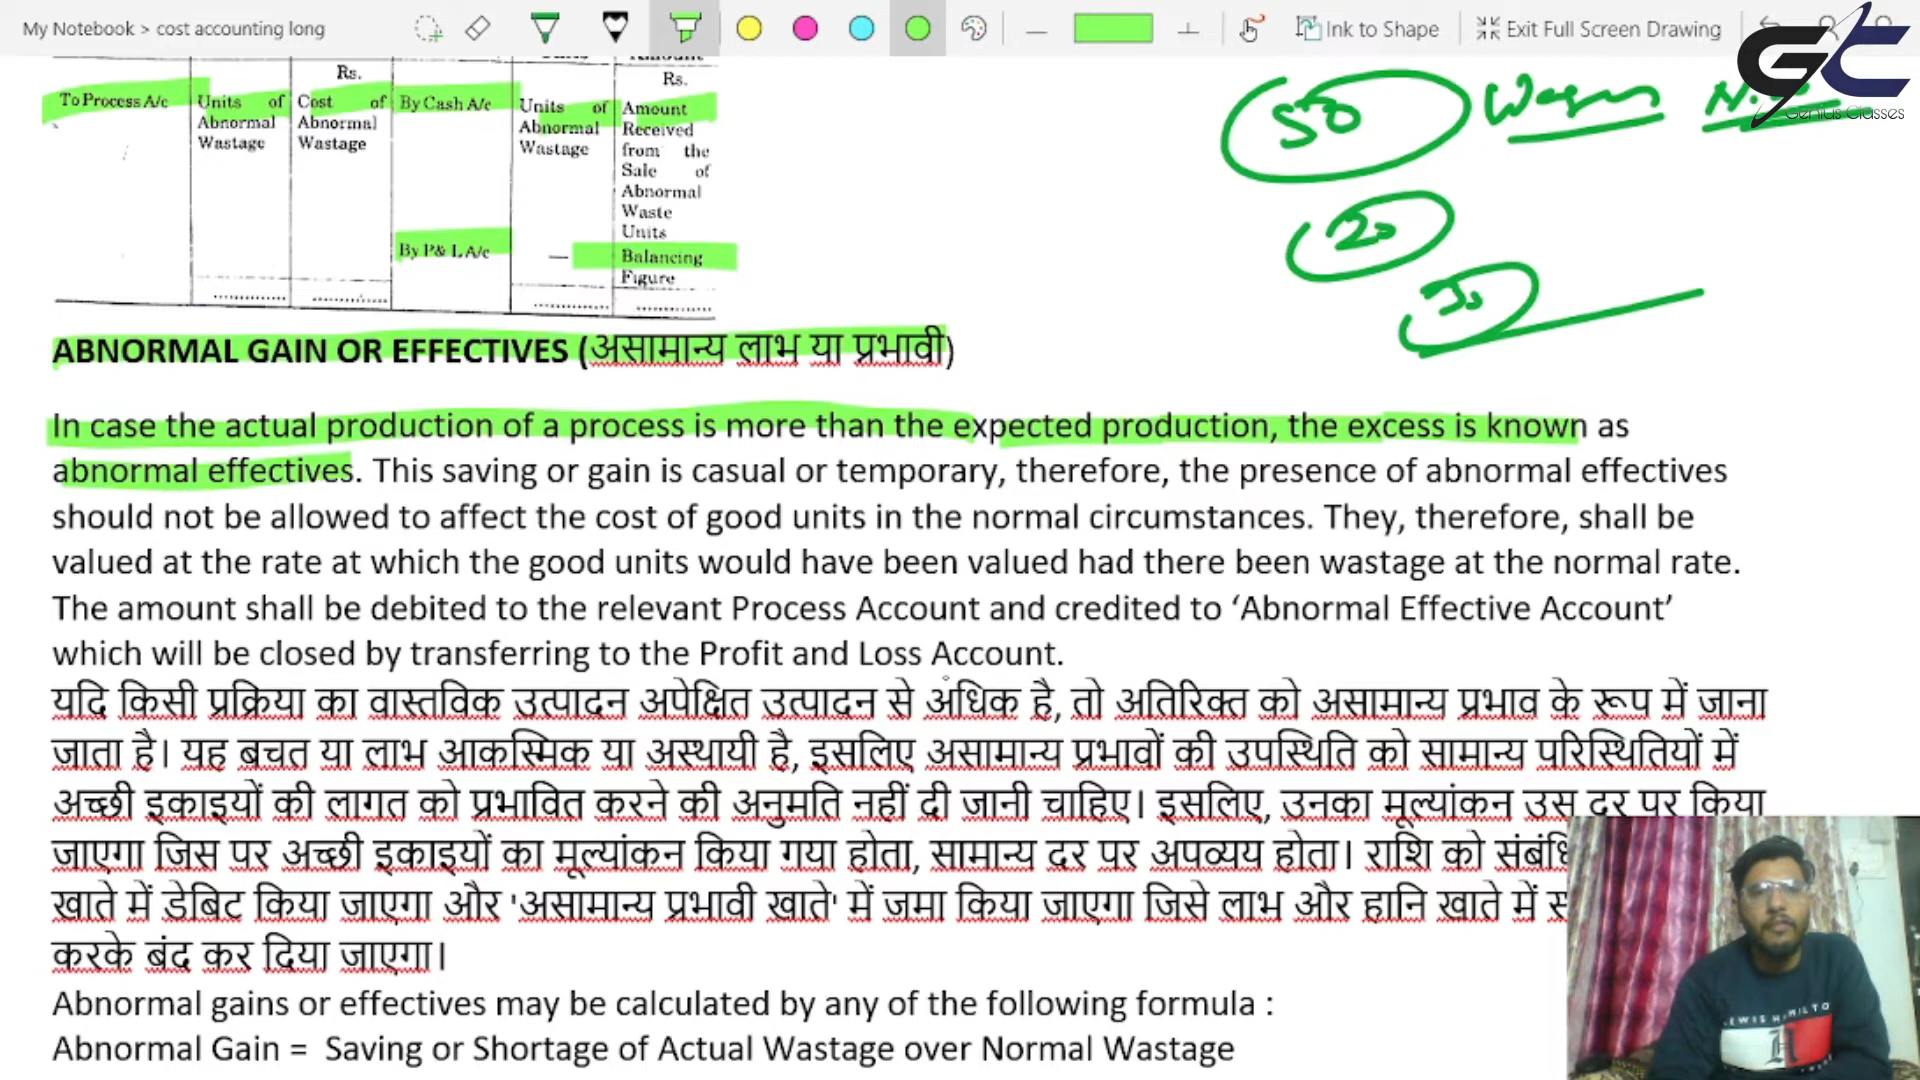 My Notebook > cost accounting long
Ink to Shape
Exit Full Screen Drawing
GC
Genius Classes
Rs.
Rs.
To Process A/c
Units of Abnormal Wastage
Cost of Abnormal Wastage
By Cash A/c
Units of Abnormal Wastage
Amount Received from the Sale of Abnormal Waste Units
By P& L A/c
—
Balancing Figure
50
20
ABNORMAL GAIN OR EFFECTIVES (असामान्य लाभ या प्रभावी)
In case the actual production of a process is more than the expected production, the excess is known as
abnormal effectives. This saving or gain is casual or temporary, therefore, the presence of abnormal effectives
should not be allowed to affect the cost of good units in the normal circumstances. They, therefore, shall be
valued at the rate at which the good units would have been valued had there been wastage at the normal rate.
The amount shall be debited to the relevant Process Account and credited to ‘Abnormal Effective Account’
which will be closed by transferring to the Profit and Loss Account.
यदि किसी प्रक्रिया का वास्तविक उत्पादन अपेक्षित उत्पादन से अधिक है, तो अतिरिक्त को असामान्य प्रभाव के रूप में जाना
जाता है। यह बचत या लाभ आकस्मिक या अस्थायी है, इसलिए असामान्य प्रभावों की उपस्थिति को सामान्य परिस्थितियों में
अच्छी इकाइयों की लागत को प्रभावित करने की अनुमति नहीं दी जानी चाहिए। इसलिए, उनका मूल्यांकन उस दर पर किया
जाएगा जिस पर अच्छी इकाइयों का मूल्यांकन किया गया होता, सामान्य दर पर अपव्यय होता। राशि को
खाते में डेबिट किया जाएगा और 'असामान्य प्रभावी खाते' में जमा किया जाएगा जिसे लाभ और हानि खाते में
करके बंद कर दिया जाएगा।
Abnormal gains or effectives may be calculated by any of the following formula :
Abnormal Gain = Saving or Shortage of Actual Wastage over Normal Wastage